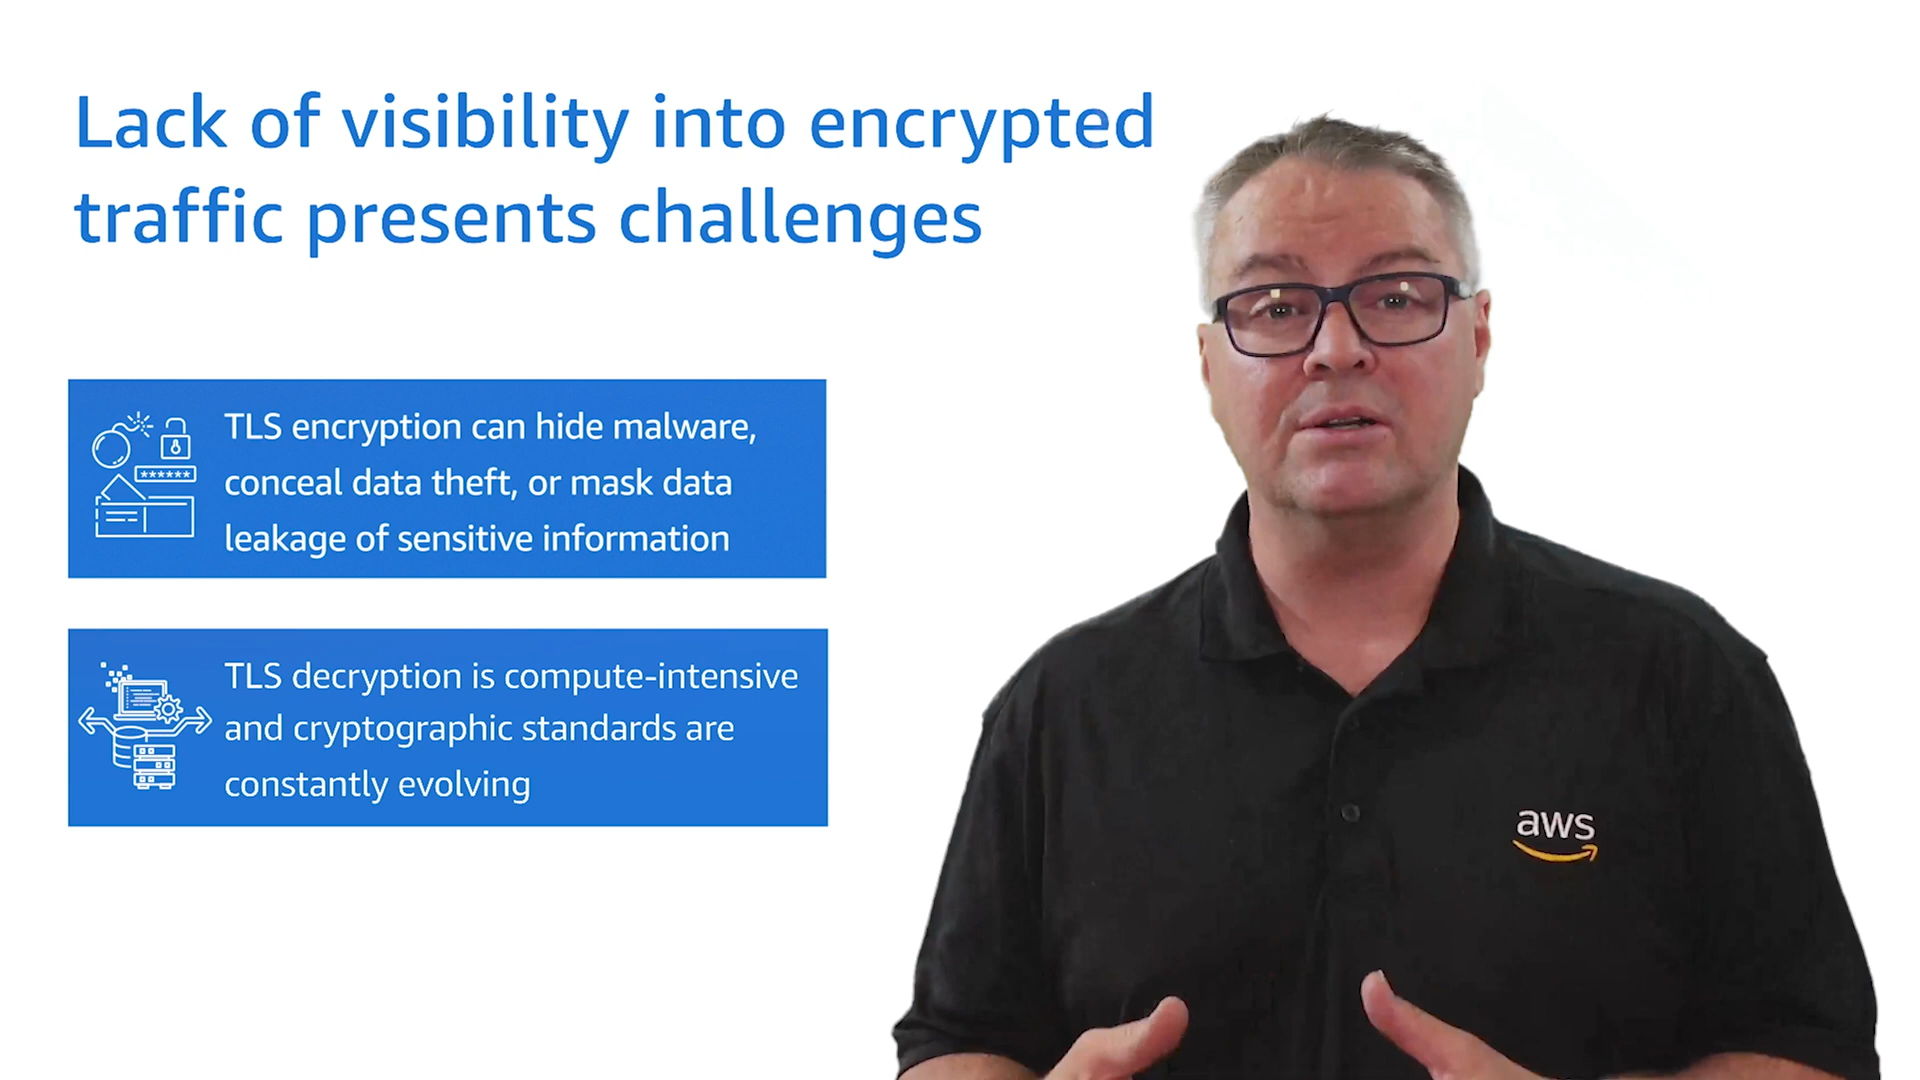 Lack of visibility into encrypted
traffic presents challenges
TLS encryption can hide malware,
conceal data theft, or mask data
leakage of sensitive information
******
TLS decryption is compute-intensive
and cryptographic standards are
constantly evolving
aws